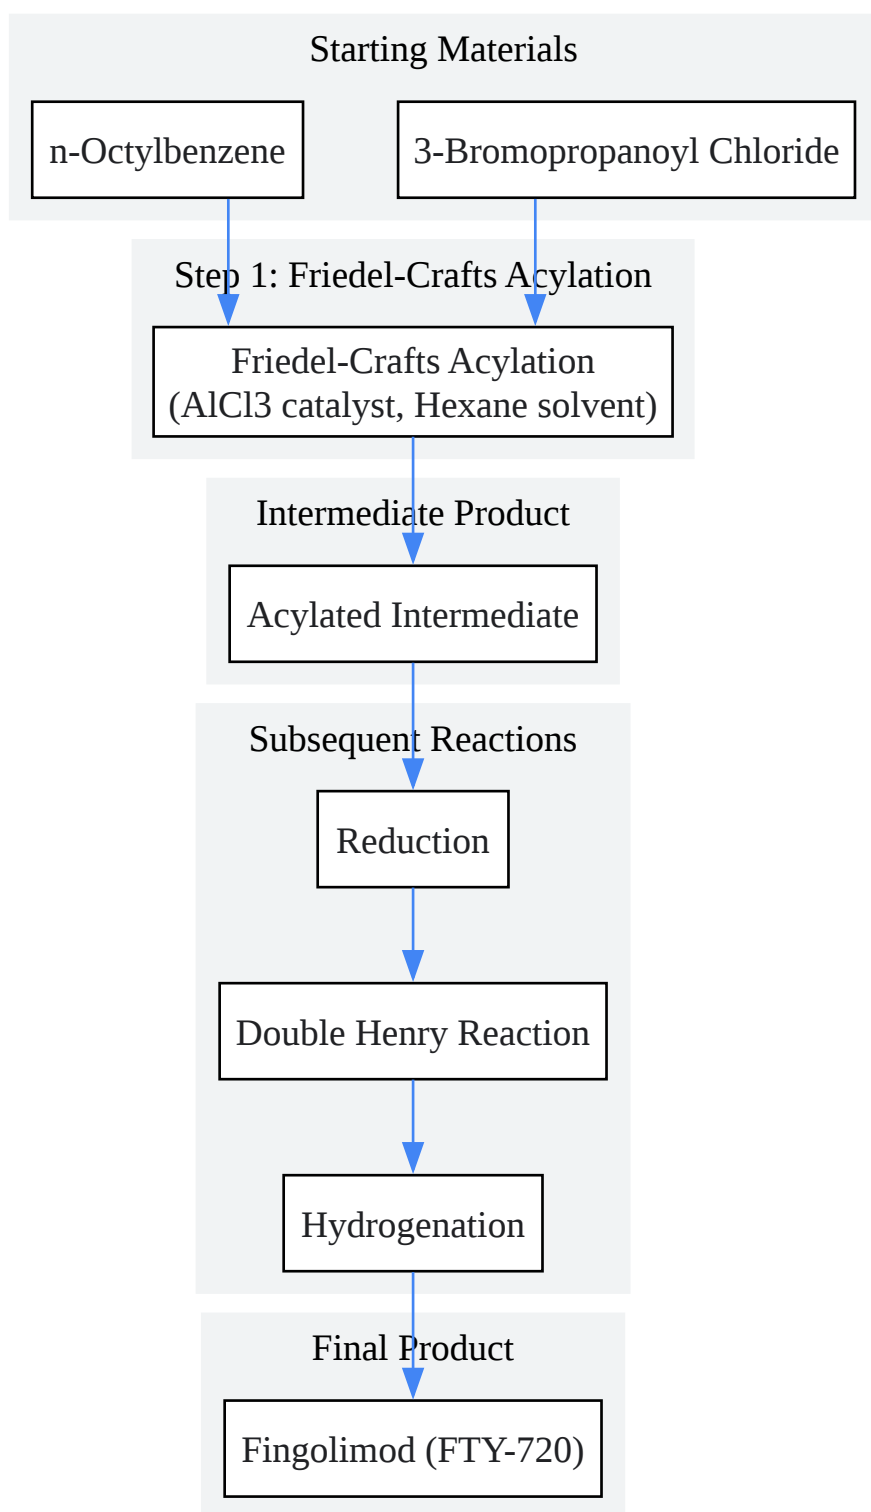 Starting Materials
n-Octylbenzene
3-Bromopropanoyl Chloride
Step 1: Friedel-Crafts Acylation
Friedel-Crafts Acylation
(AlCl3 catalyst, Hexane solvent)
Intermediate Product
Acylated Intermediate
Subsequent Reactions
Reduction
Double Henry Reaction
Hydrogenation
Final Product
Fingolimod (FTY-720)